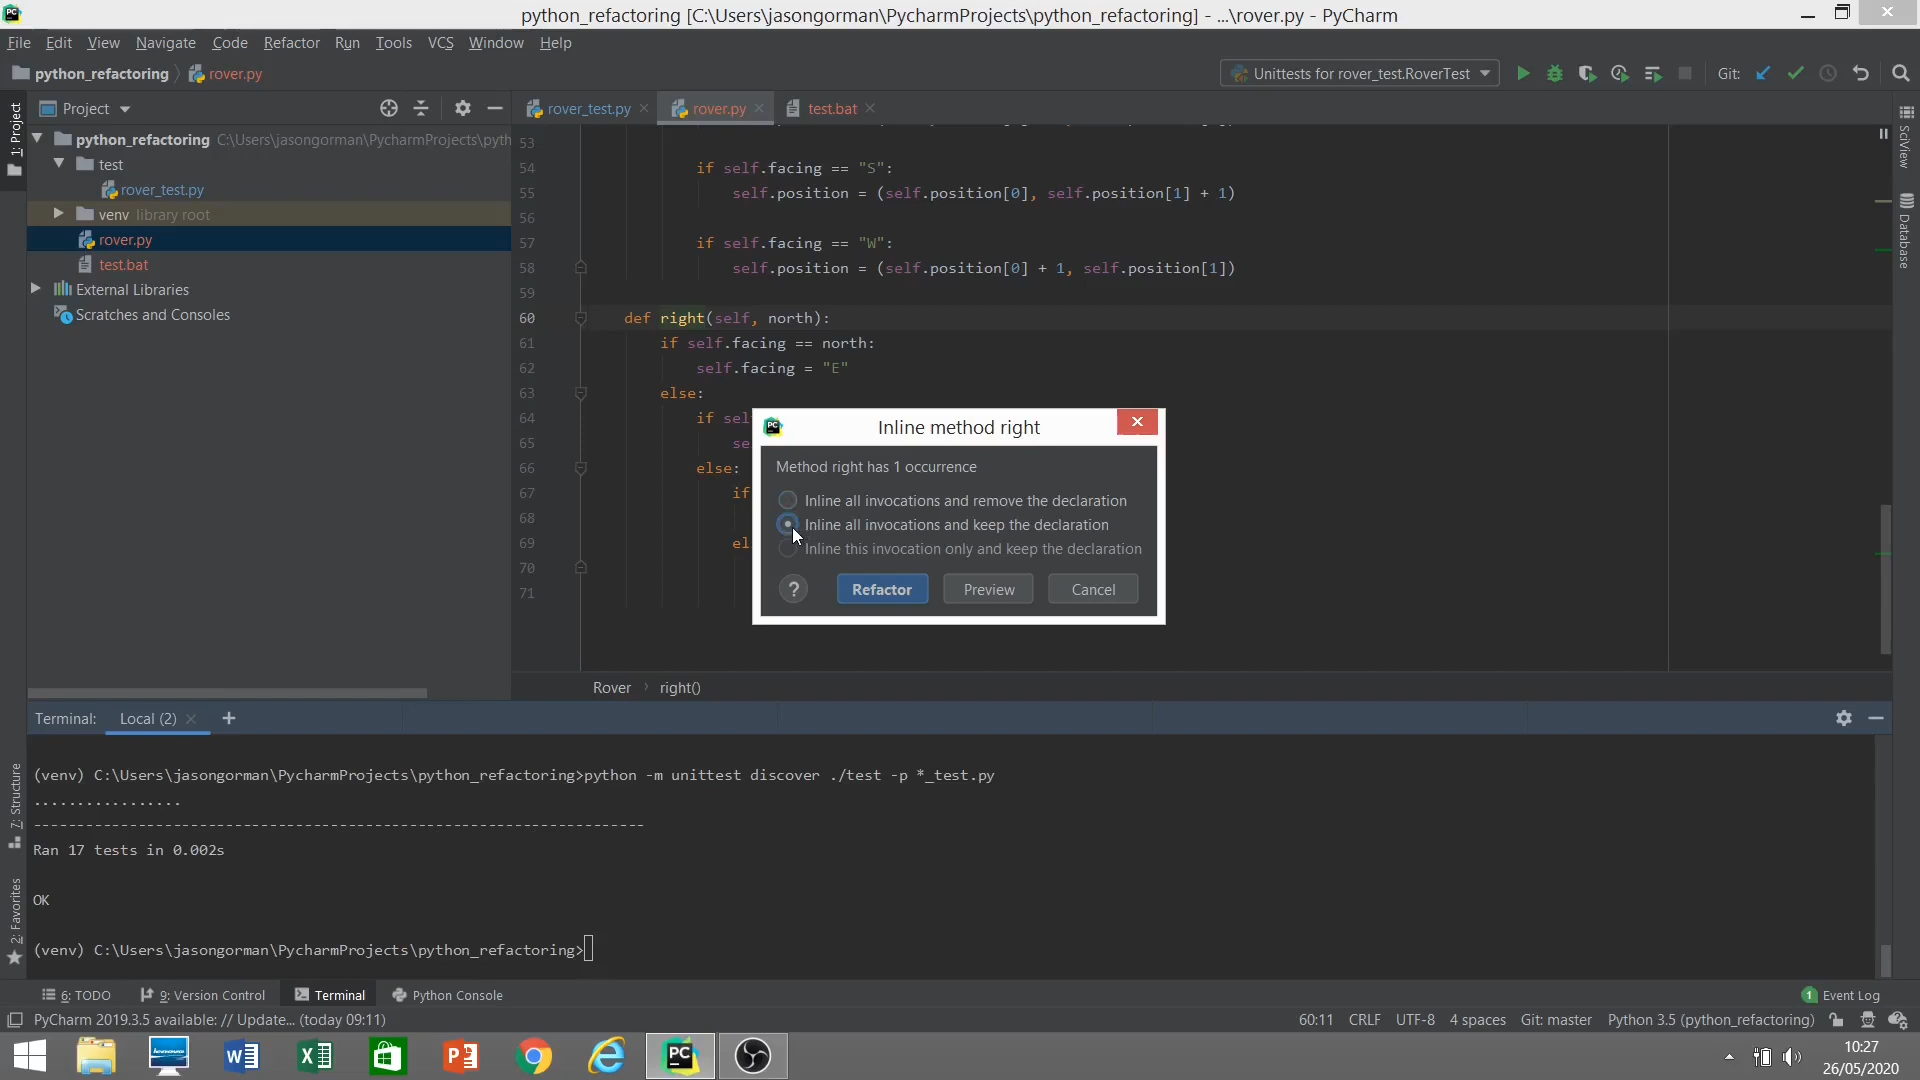 python_refactoring [C:\Users\jasongorman\PycharmProjects\python_refactoring] - ...\rover.py - PyCharm
File Edit View Navigate Code Refactor Run Tools VCS Window Help
python_refactoring rover.py
Unittests for rover_test.RoverTest Git:
1: Project
Project
rover_test.py rover.py test.bat
python_refactoring C:\Users\jasongorman\PycharmProjects\pyth
test
rover_test.py
venv library root
rover.py
test.bat
External Libraries
Scratches and Consoles
53
54 if self.facing == "S":
55 self.position = (self.position[0], self.position[1] + 1)
56
57 if self.facing == "W":
58 self.position = (self.position[0] + 1, self.position[1])
59
60 def right(self, north):
61 if self.facing == north:
62 self.facing = "E"
63 else:
64 if sel
65 se
66 else:
67 if
68
69 el
70
71
Inline method right
Method right has 1 occurrence
Inline all invocations and remove the declaration
Inline all invocations and keep the declaration
Inline this invocation only and keep the declaration
? Refactor Preview Cancel
Rover right()
SciView
Database
Terminal: Local (2) +
(venv) C:\Users\jasongorman\PycharmProjects\python_refactoring>python -m unittest discover ./test -p *_test.py
.................
----------------------------------------------------------------------
Ran 17 tests in 0.002s
OK
(venv) C:\Users\jasongorman\PycharmProjects\python_refactoring>
7: Structure
2: Favorites
6: TODO 9: Version Control Terminal Python Console 1 Event Log
PyCharm 2019.3.5 available: // Update... (today 09:11) 60:11 CRLF UTF-8 4 spaces Git: master Python 3.5 (python_refactoring)
10:27
26/05/2020